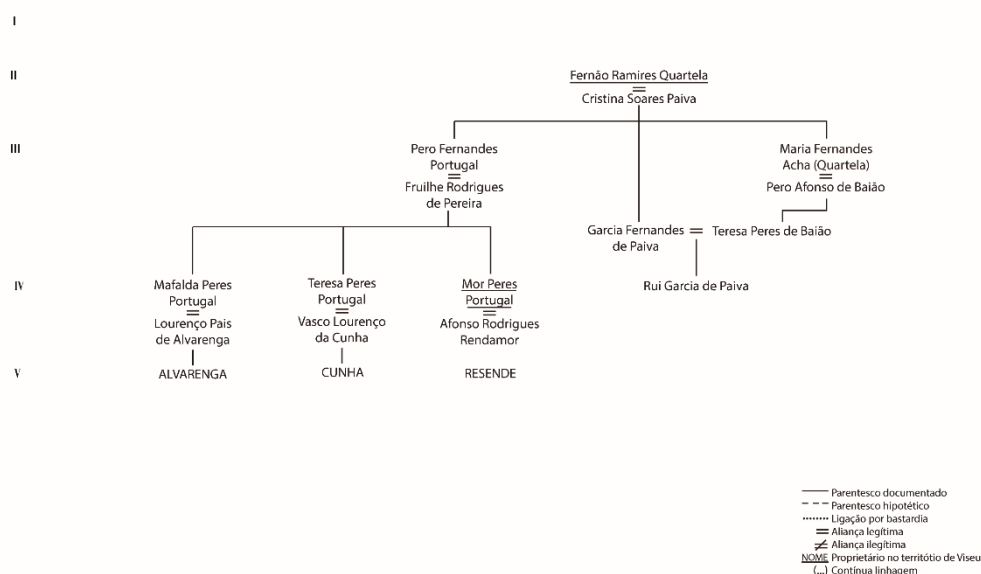 I
II
Fernão Ramires Quartela
Cristina Soares Paiva
III
Pero Fernandes
Portugal
Fruilhe Rodrigues
de Pereira
Maria Fernandes
Acha (Quartela)
Pero Afonso de Baião
Garcia Fernandes
de Paiva
Teresa Peres de Baião
IV
Mafalda Peres
Portugal
Lourenço Pais
de Alvarenga
Teresa Peres
Portugal
Vasco Lourenço
da Cunha
Mor Peres
Portugal
Afonso Rodrigues
Rendamor
Rui Garcia de Paiva
V
ALVARENGA
CUNHA
RESENDE
Parentesco documentado
Parentesco hipotético
Ligação por bastardia
Aliança legítima
Aliança ilegítima
NOME Proprietário no territótio de Viseu
(...) Contínua linhagem